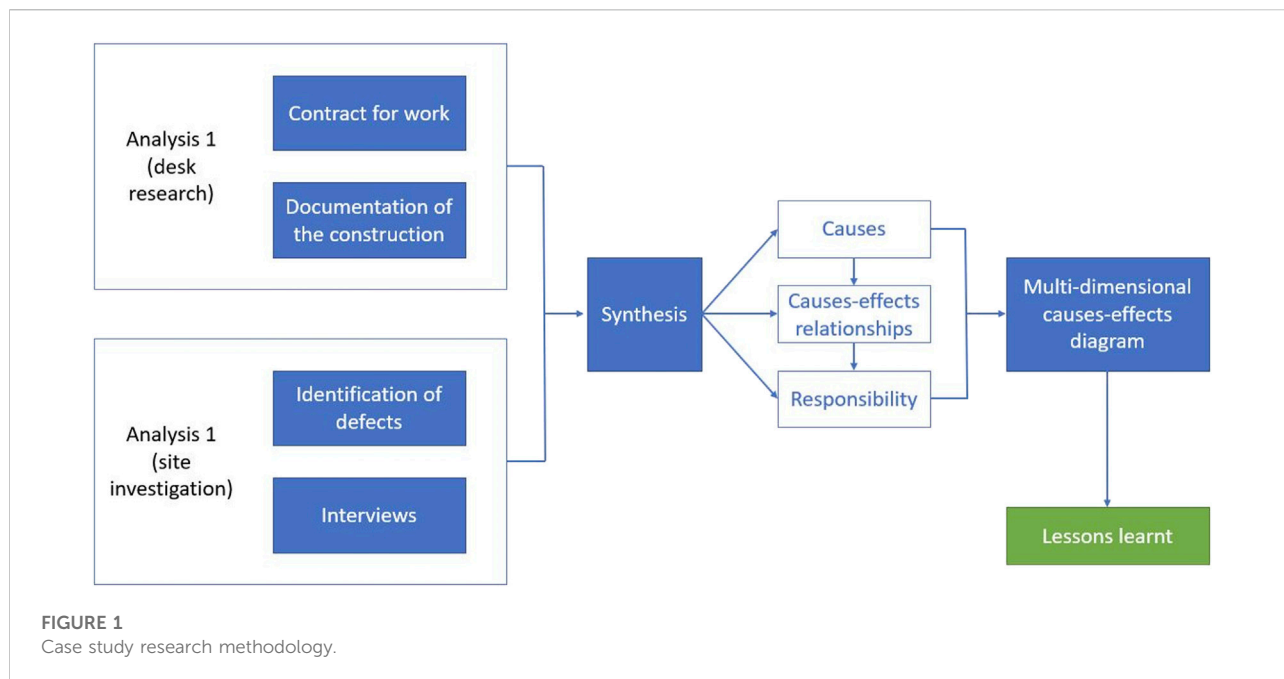 Analysis 1
(desk
research)
Contract for work
Documentation of
the construction
Analysis 1
(site
investigation)
Identification of
defects
Interviews
Synthesis
Causes
Causes-effects
relationships
Responsibility
Multi-dimensional
causes-effects
diagram
Lessons learnt
FIGURE 1
Case study research methodology.